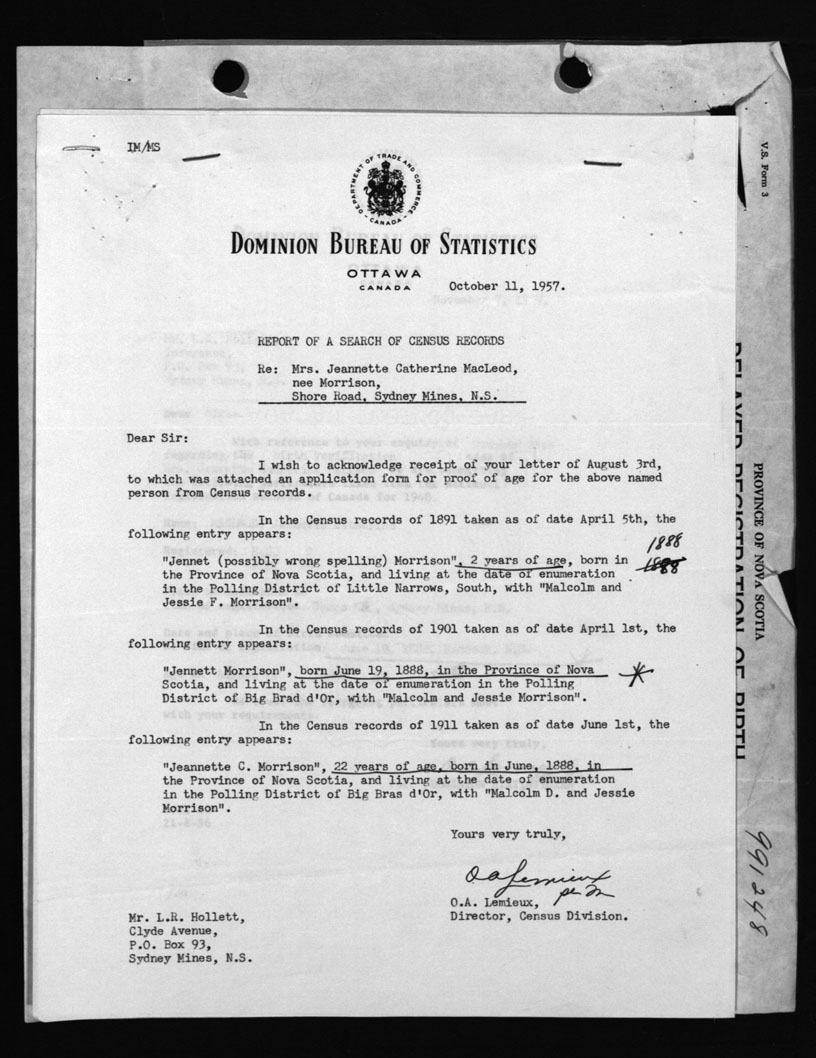 IM/MS
DEPARTMENT OF TRADE AND COMMERCE
CANADA
DOMINION BUREAU OF STATISTICS
OTTAWA
CANADA
October 11, 1957.
REPORT OF A SEARCH OF CENSUS RECORDS
Re: Mrs. Jeannette Catherine MacLeod,
nee Morrison,
Shore Road, Sydney Mines, N.S.
Dear Sir:
I wish to acknowledge receipt of your letter of August 3rd,
to which was attached an application form for proof of age for the above named
person from Census records.
In the Census records of 1891 taken as of date April 5th, the
following entry appears:
1888
"Jennet (possibly wrong spelling) Morrison", 2 years of age, born in 1888
the Province of Nova Scotia, and living at the date of enumeration
in the Polling District of Little Narrows, South, with "Malcolm and
Jessie F. Morrison".
In the Census records of 1901 taken as of date April 1st, the
following entry appears:
"Jennett Morrison", born June 19, 1888, in the Province of Nova
Scotia, and living at the date of enumeration in the Polling
District of Big Brad d'Or, with "Malcolm and Jessie Morrison".
In the Census records of 1911 taken as of date June 1st, the
following entry appears:
"Jeannette C. Morrison", 22 years of age, born in June, 1888, in
the Province of Nova Scotia, and living at the date of enumeration
in the Polling District of Big Bras d'Or, with "Malcolm D. and Jessie
Morrison".
Yours very truly,
O A Lemieux
per
O.A. Lemieux,
Director, Census Division.
Mr. L.R. Hollett,
Clyde Avenue,
P.O. Box 93,
Sydney Mines, N.S.
V.S. Form 3
PROVINCE OF NOVA SCOTIA
DELAYED REGISTRATION OF BIRTH
991248